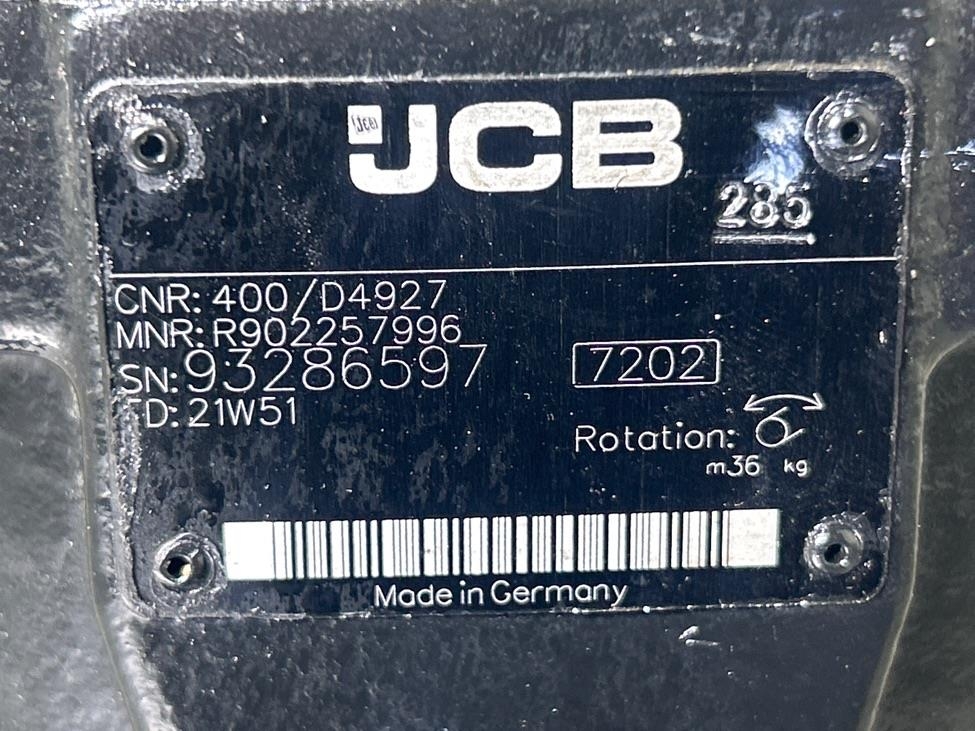 JCB
285
CNR: 400/D4927
MNR: R902257996
SN: 93286597
7202
FD: 21W51
Rotation:
m36 kg
Made in Germany